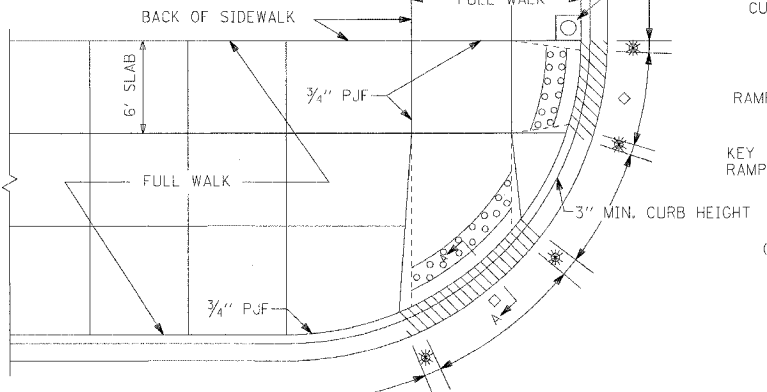 FULL WALK
CU
BACK OF SIDEWALK
6' SLAB
3/4" PJF
RAMP
KEY
RAMP
FULL WALK
3" MIN. CURB HEIGHT
(
3/4" PJF
A
A